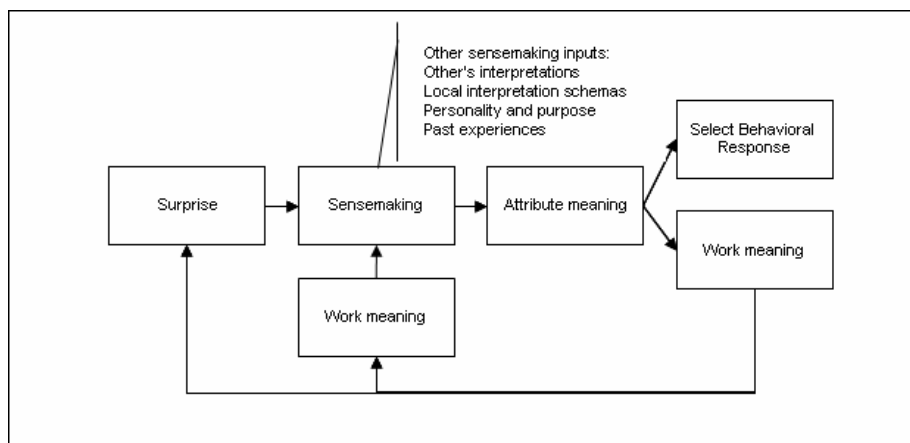 Other sensemaking inputs:
Other's interpretations
Local interpretation schemas
Personality and purpose
Past experiences
Select Behavioral
Response
Surprise
Sensemaking
Attribute meaning
Work meaning
Work meaning